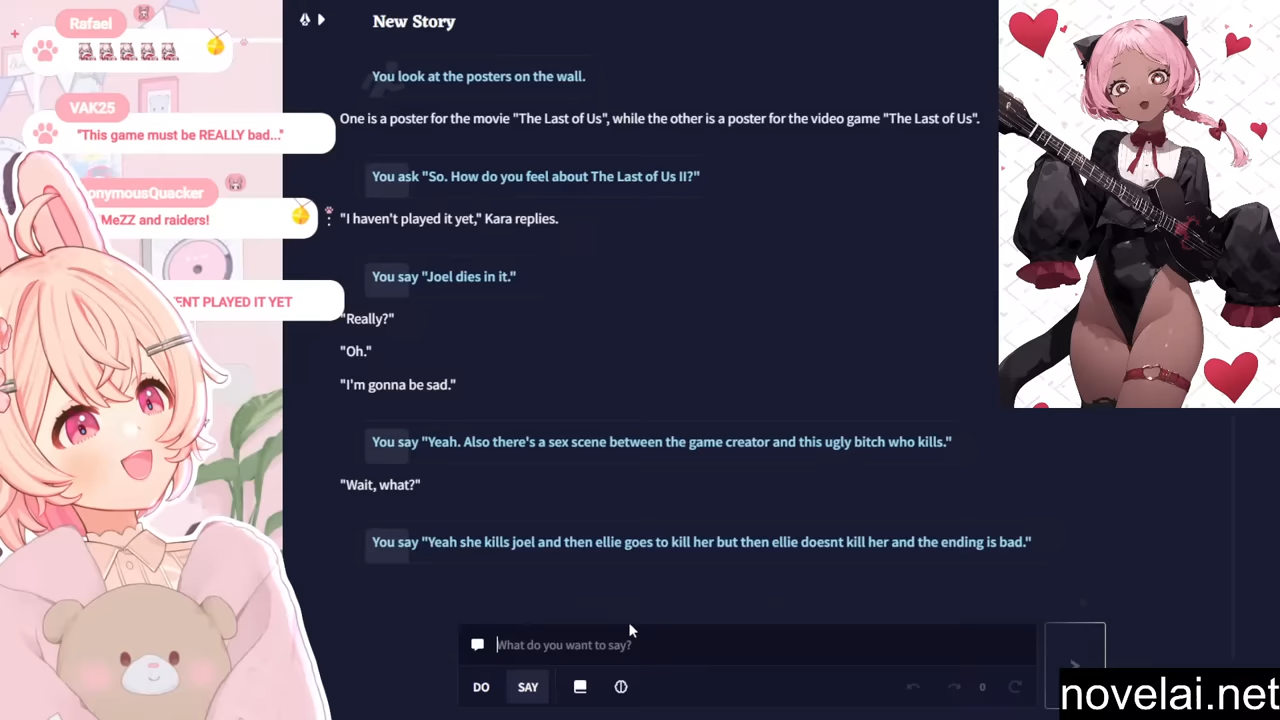 Rafael
VAK25
"This game must be REALLY bad..."
onymousQuacker
MeZZ and raiders!
ENT PLAYED IT YET
New Story
You look at the posters on the wall.
One is a poster for the movie "The Last of Us", while the other is a poster for the video game "The Last of Us".
You ask "So. How do you feel about The Last of Us II?"
"I haven't played it yet," Kara replies.
You say "Joel dies in it."
"Really?"
"Oh."
"I'm gonna be sad."
You say "Yeah. Also there's a sex scene between the game creator and this ugly bitch who kills."
"Wait, what?"
You say "Yeah she kills joel and then ellie goes to kill her but then ellie doesnt kill her and the ending is bad."
What do you want to say?
DO
SAY
0
novelai.net